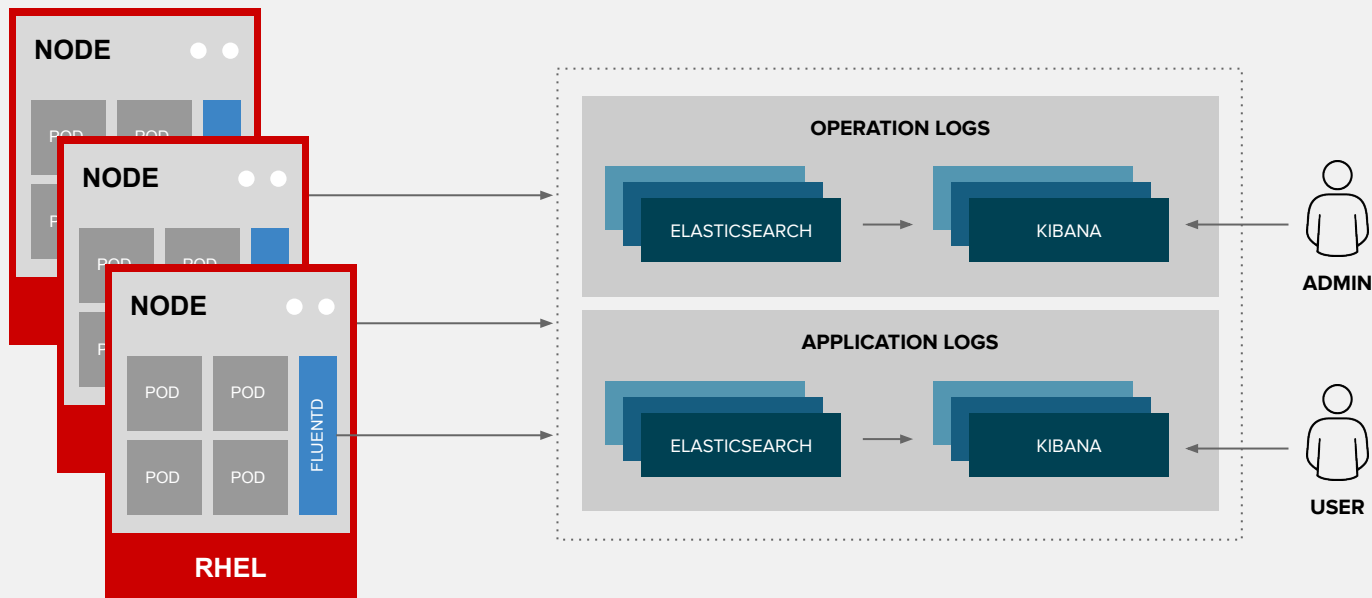 NODE
POD
POD
NODE
POD
POD
NODE
POD
POD
FLUENTD
POD
POD
RHEL
OPERATION LOGS
ELASTICSEARCH
KIBANA
ADMIN
APPLICATION LOGS
ELASTICSEARCH
KIBANA
USER